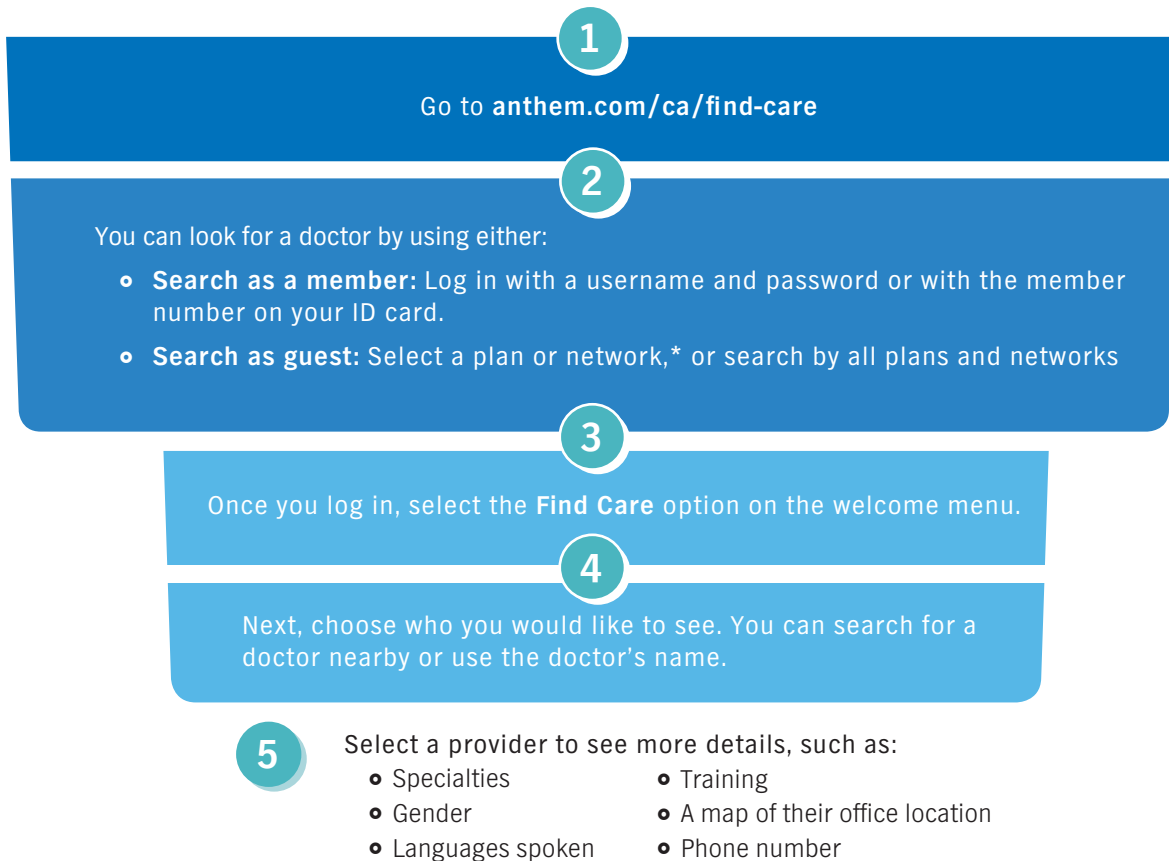 1
Go to anthem.com/ca/find-care
2
You can look for a doctor by using either:
Search as a member: Log in with a username and password or with the member
number on your ID card.
Search as guest: Select a plan or network,* or search by all plans and networks
3
Once you log in, select the Find Care option on the welcome menu.
4
Next, choose who you would like to see. You can search for a
doctor nearby or use the doctor’s name.
5
Select a provider to see more details, such as:
Specialties
Gender
Languages spoken
Training
A map of their office location
Phone number